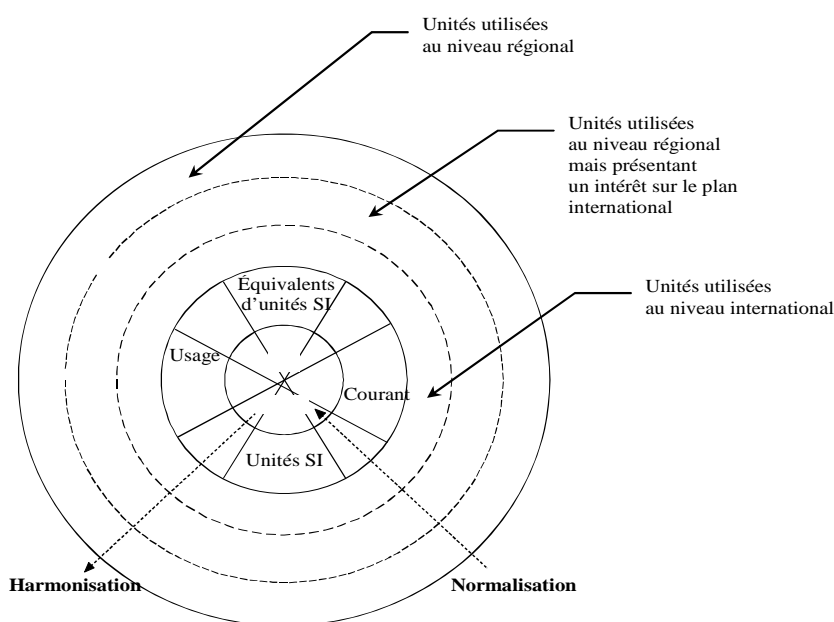 Unités utilisées
au niveau régional
Unités utilisées
au niveau régional
mais présentant
un intérêt sur le plan
international
Unités utilisées
au niveau international
Équivalents
d'unités SI
Usage
Courant
Unités SI
Harmonisation
Normalisation